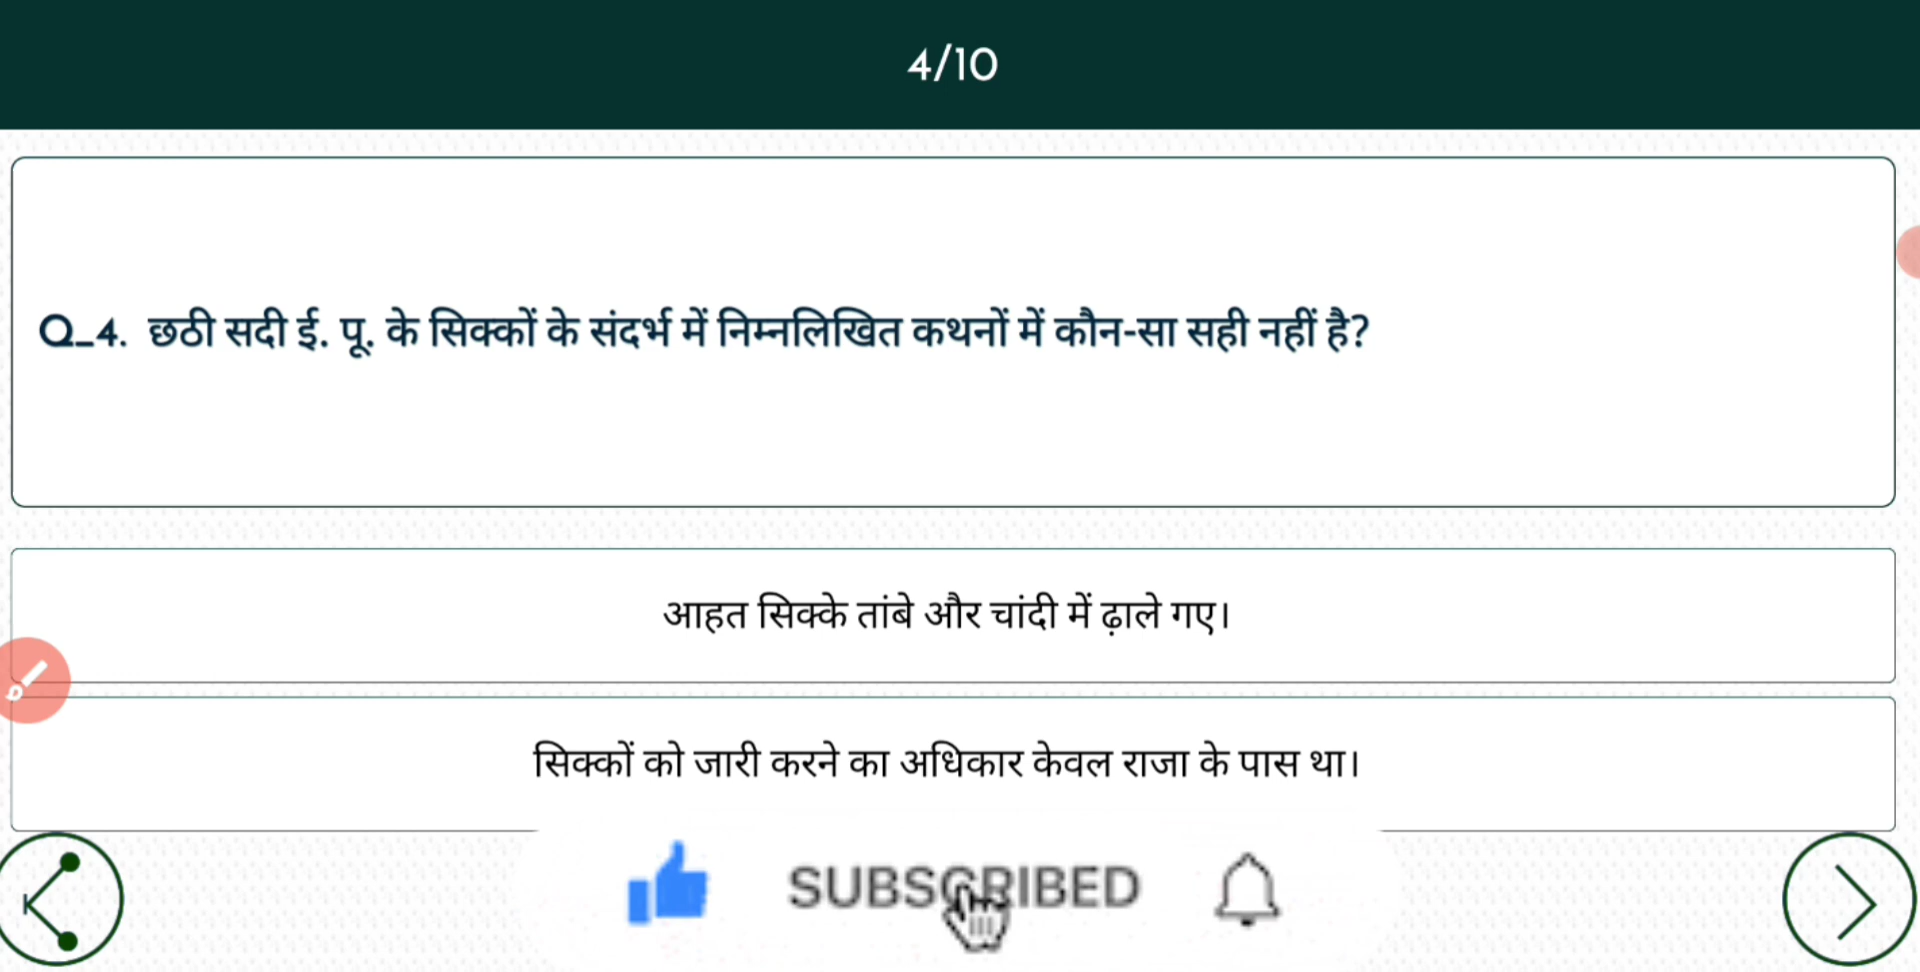 4/10
Q_4. छठी सदी ई. पू. के सिक्कों के संदर्भ में निम्नलिखित कथनों में कौन-सा सही नहीं है?
आहत सिक्के तांबे और चांदी में ढ़ाले गए।
सिक्कों को जारी करने का अधिकार केवल राजा के पास था।
SUBSCRIBED